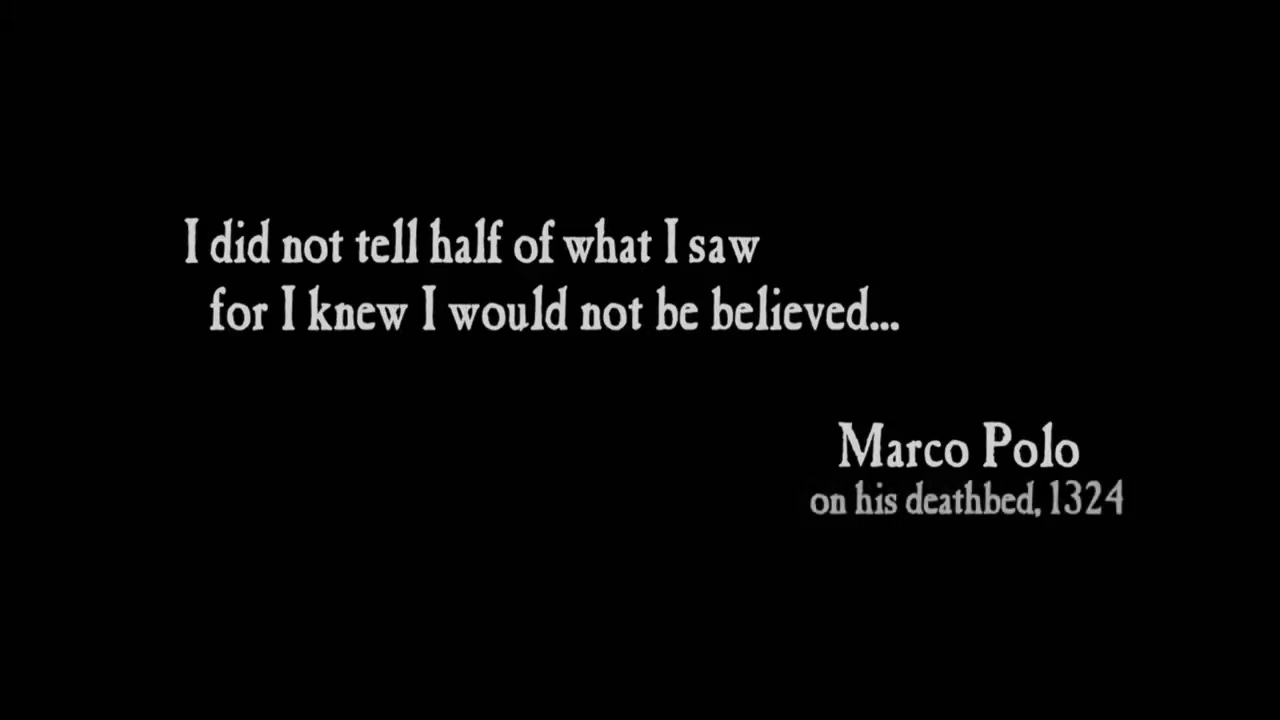 I did not tell half of what I saw
for I knew I would not be believed...
Marco Polo
on his deathbed, 1324